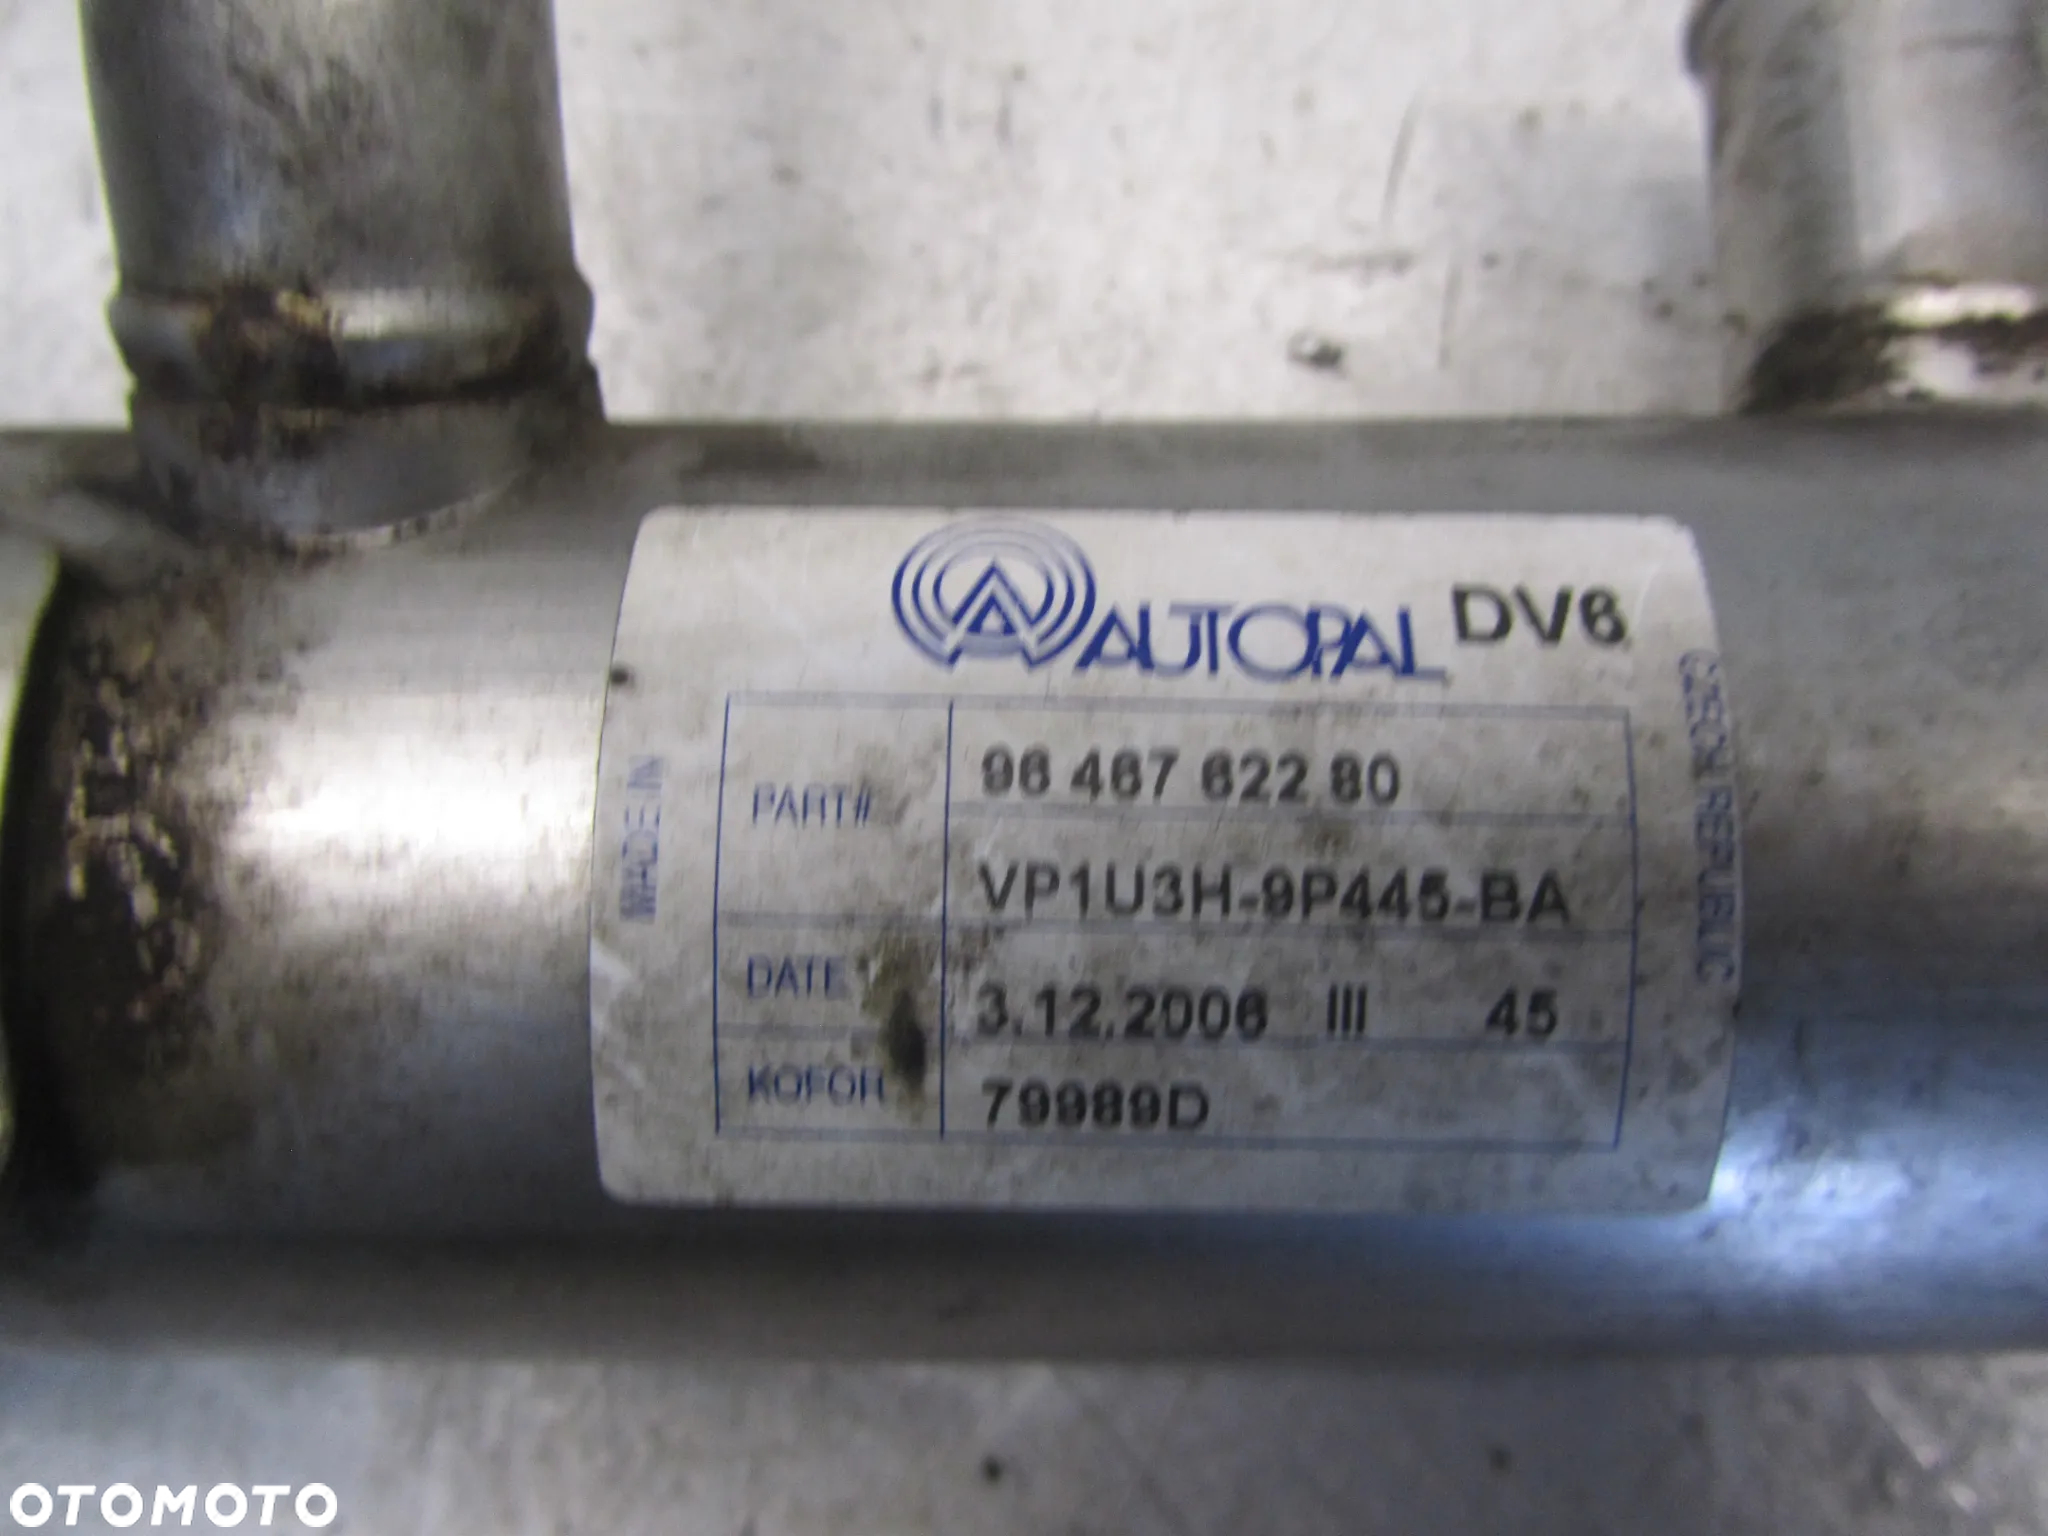 AUTOPAL DV6
MADE IN
CZECH REPUBLIC
PART# 96 467 622 80
VP1U3H-9P445-BA
DATE 3.12.2006 III 45
KOFOR 79989D
OTOMOTO